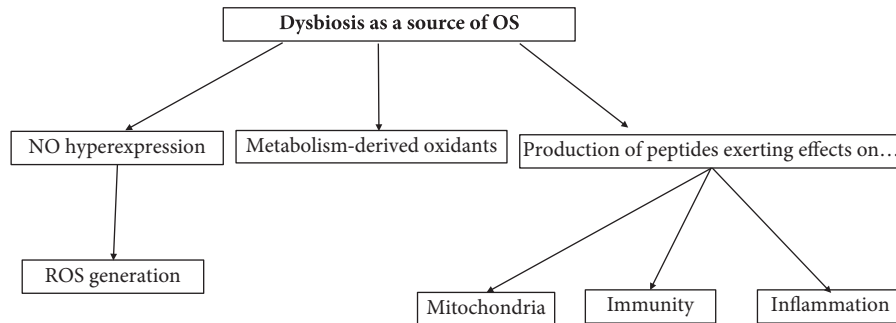 Dysbiosis as a source of OS
NO hyperexpression
Metabolism-derived oxidants
Production of peptides exerting effects on…
ROS generation
Mitochondria
Immunity
Inflammation